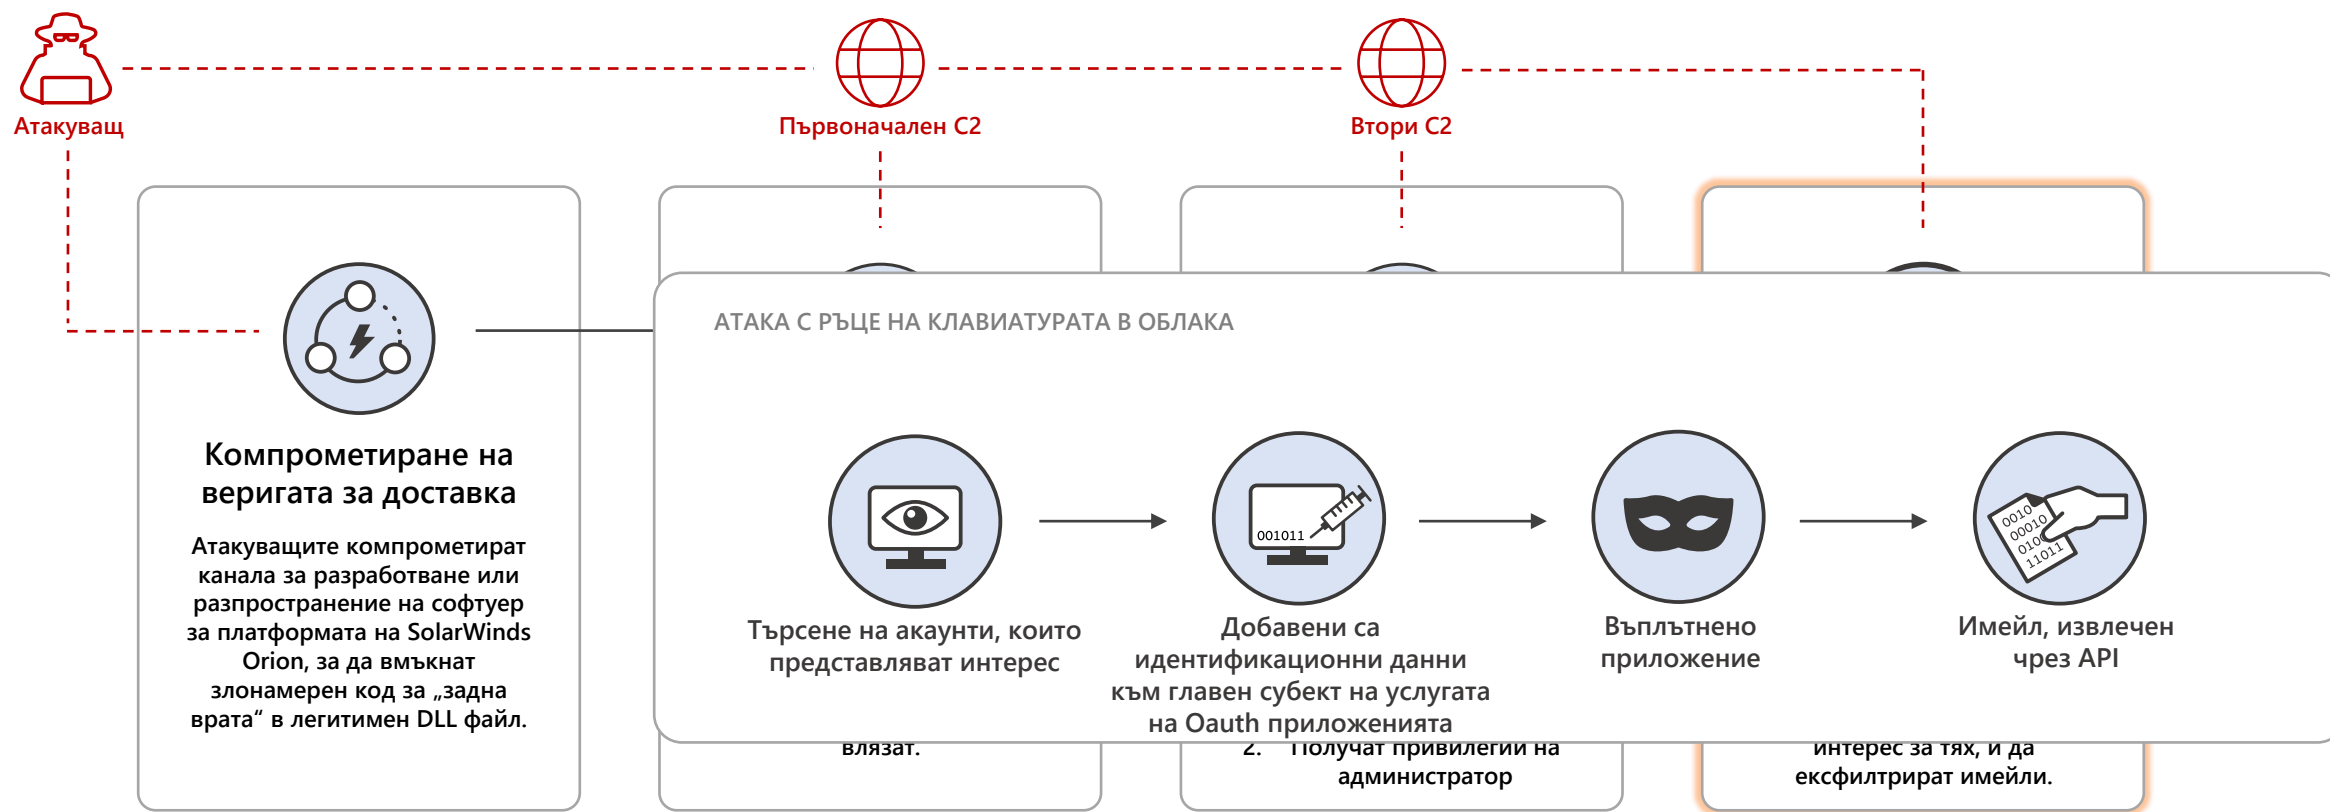 Атакуващ
Първоначален C2
Втори C2
Компрометиране на
веригата за доставка
Атакуващите компрометират
канала за разработване или
разпространение на софтуер
за платформата на SolarWinds
Orion, за да вмъкнат
злонамерен код за „задна
врата“ в легитимен DLL файл.
АТАКА С РЪЦЕ НА КЛАВИАТУРАТА В ОБЛАКА
001011
0010
00010
010
11011
Търсене на акаунти, които
представляват интерес
Добавени са
идентификационни данни
към главен субект на услугата
на Oauth приложенията
Въплътнено
приложение
Имейл, извлечен
чрез API
влязат.
2. Получат привилегии на
администратор
интерес за тях, и да
ексфилтрират имейли.